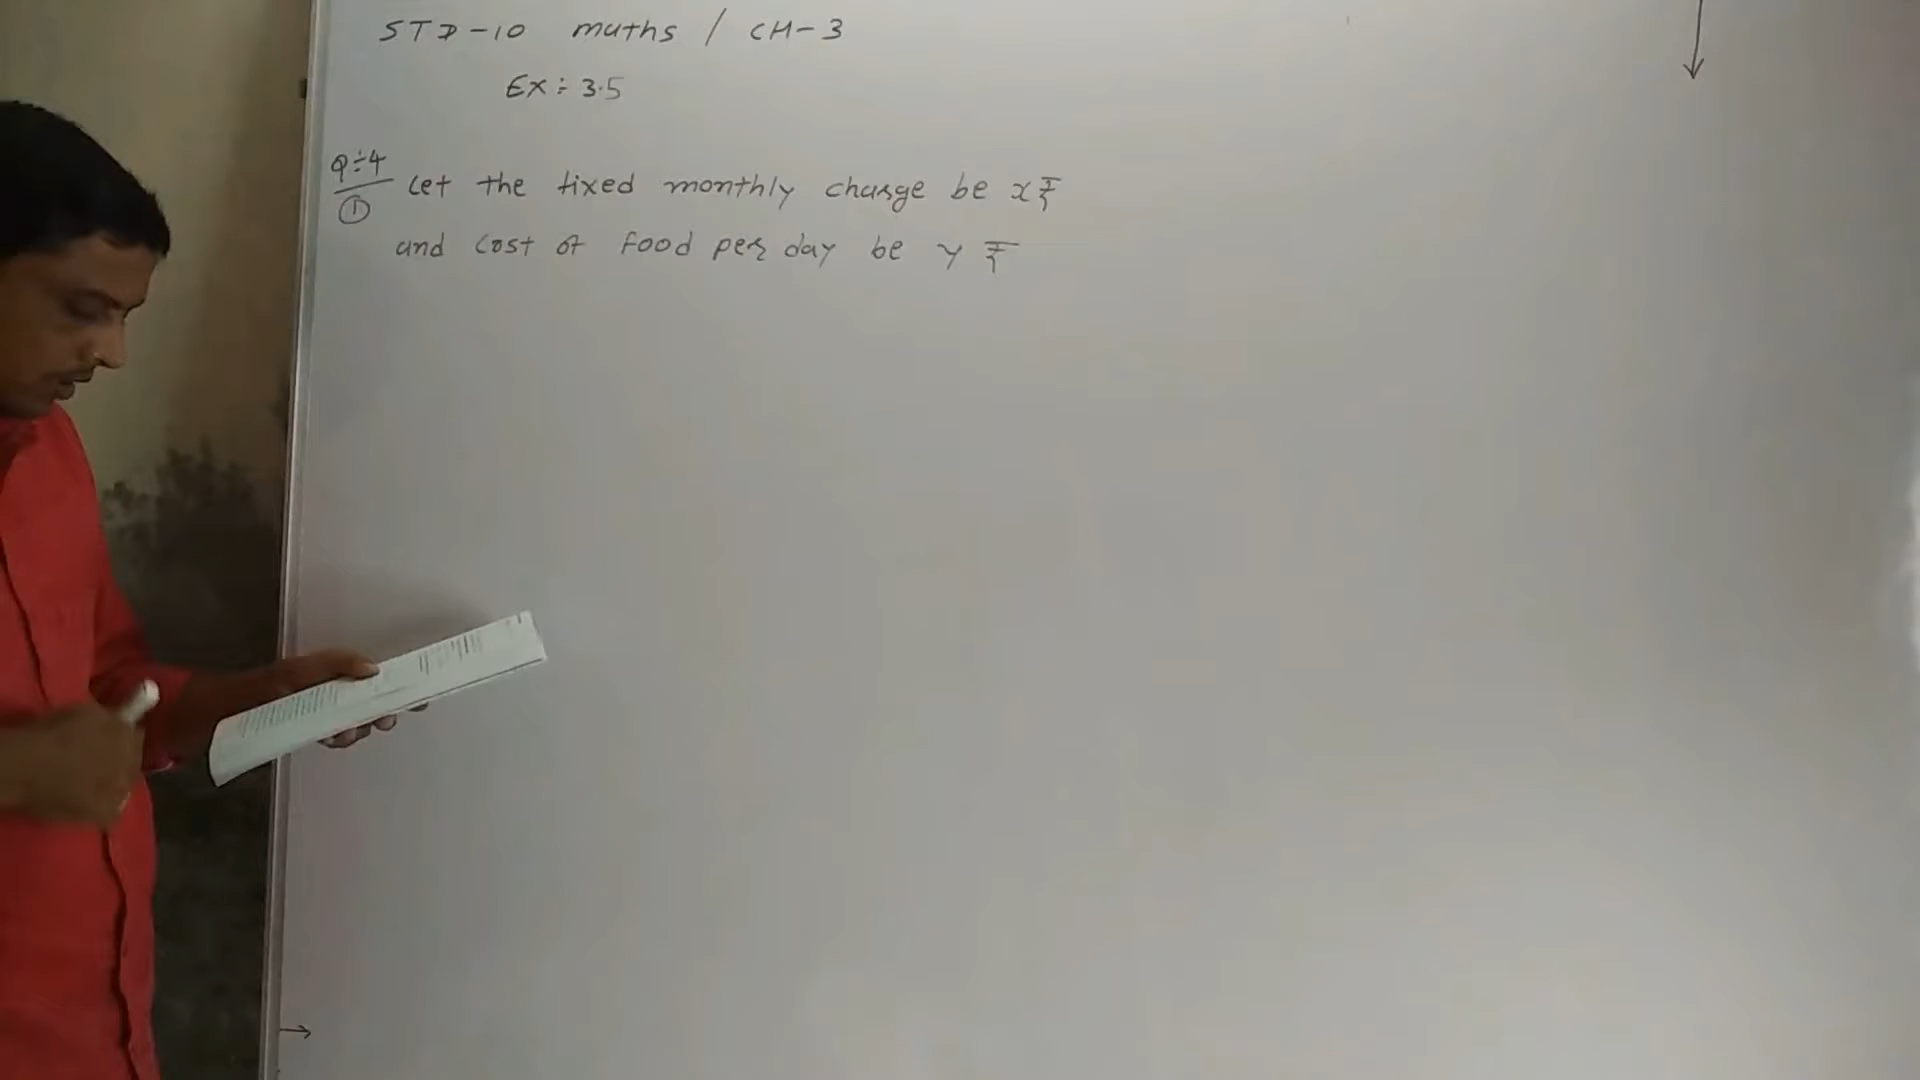 STD-10 maths / CH-3
Ex÷ 3.5
Q÷4
① Let the fixed monthly charge be x₹
and cost of food per day be y ₹